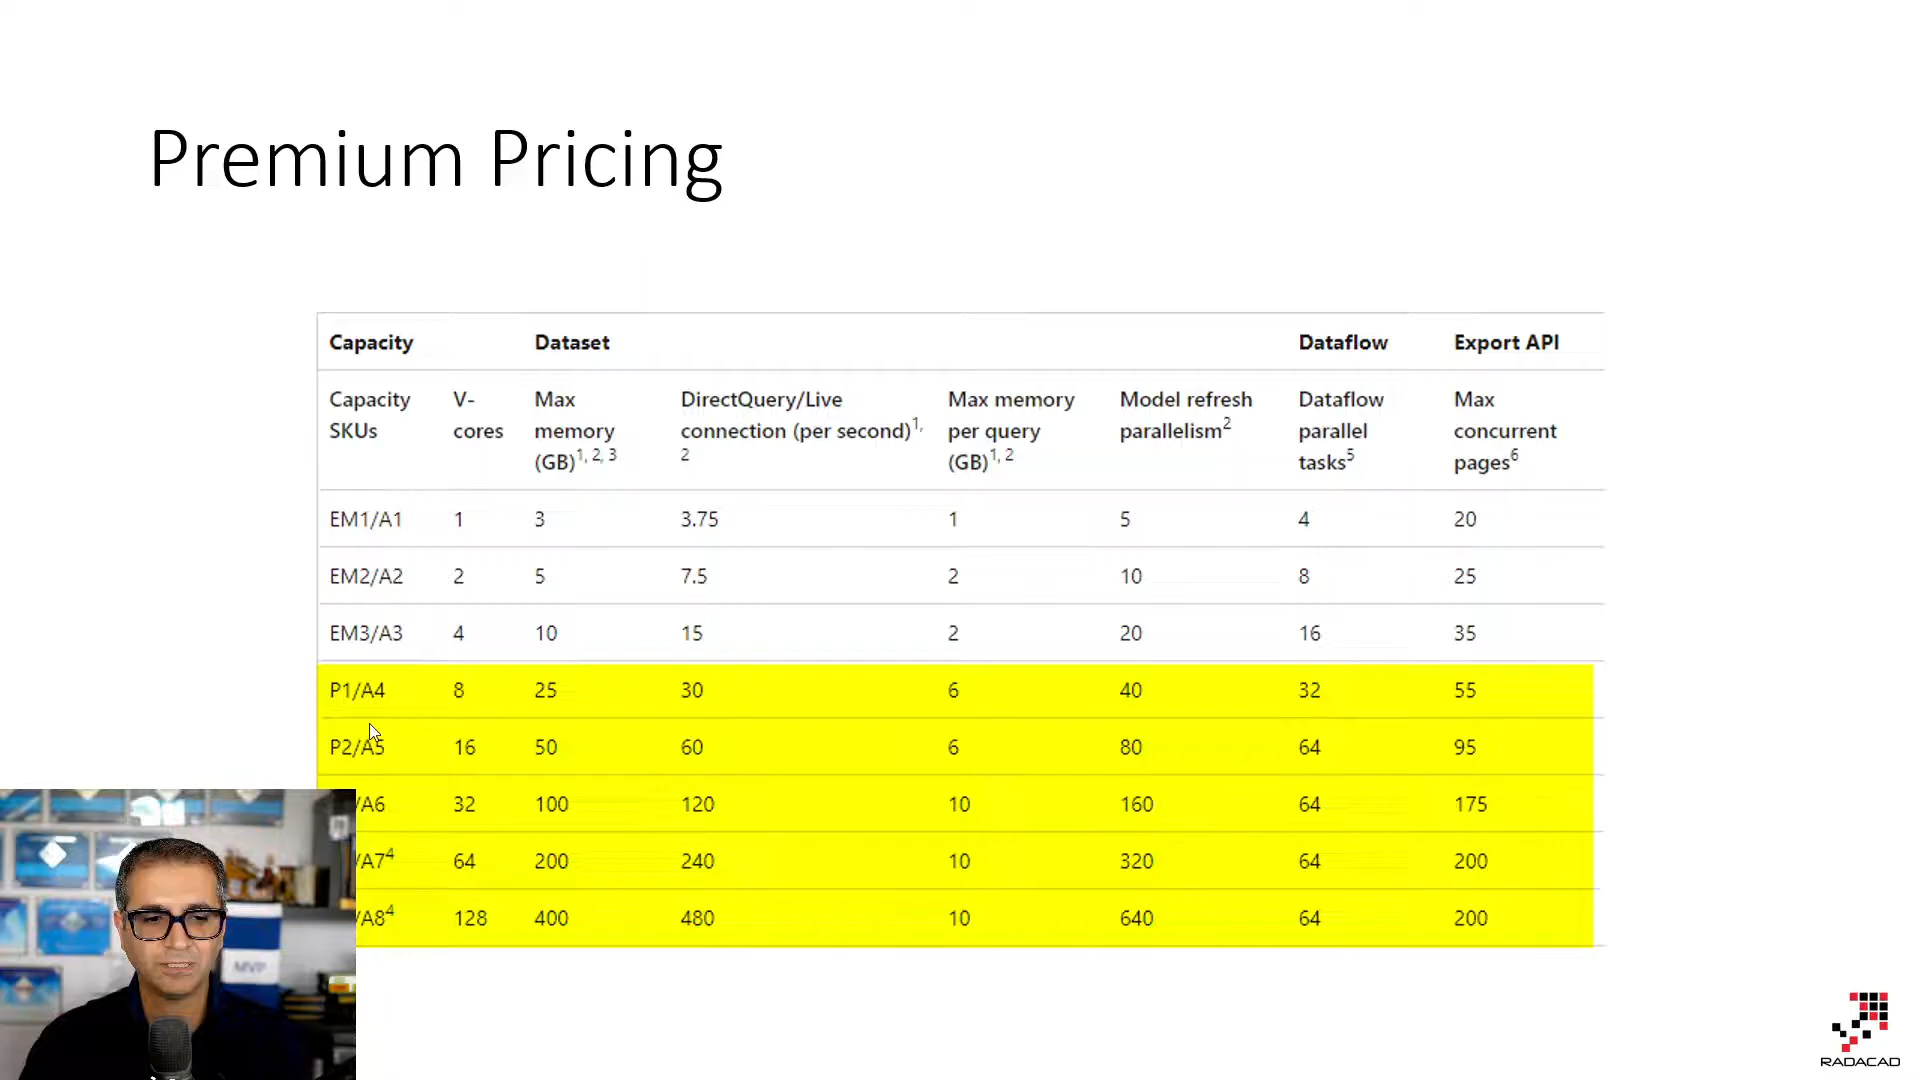 Premium Pricing
Capacity Dataset Dataflow Export API
Capacity SKUs V-cores Max memory (GB)1, 2, 3 DirectQuery/Live connection (per second)1, 2 Max memory per query (GB)1, 2 Model refresh parallelism2 Dataflow parallel tasks5 Max concurrent pages6
EM1/A1 1 3 3.75 1 5 4 20
EM2/A2 2 5 7.5 2 10 8 25
EM3/A3 4 10 15 2 20 16 35
P1/A4 8 25 30 6 40 32 55
P2/A5 16 50 60 6 80 64 95
/A6 32 100 120 10 160 64 175
/A74 64 200 240 10 320 64 200
/A84 128 400 480 10 640 64 200
MVP
RADACAD